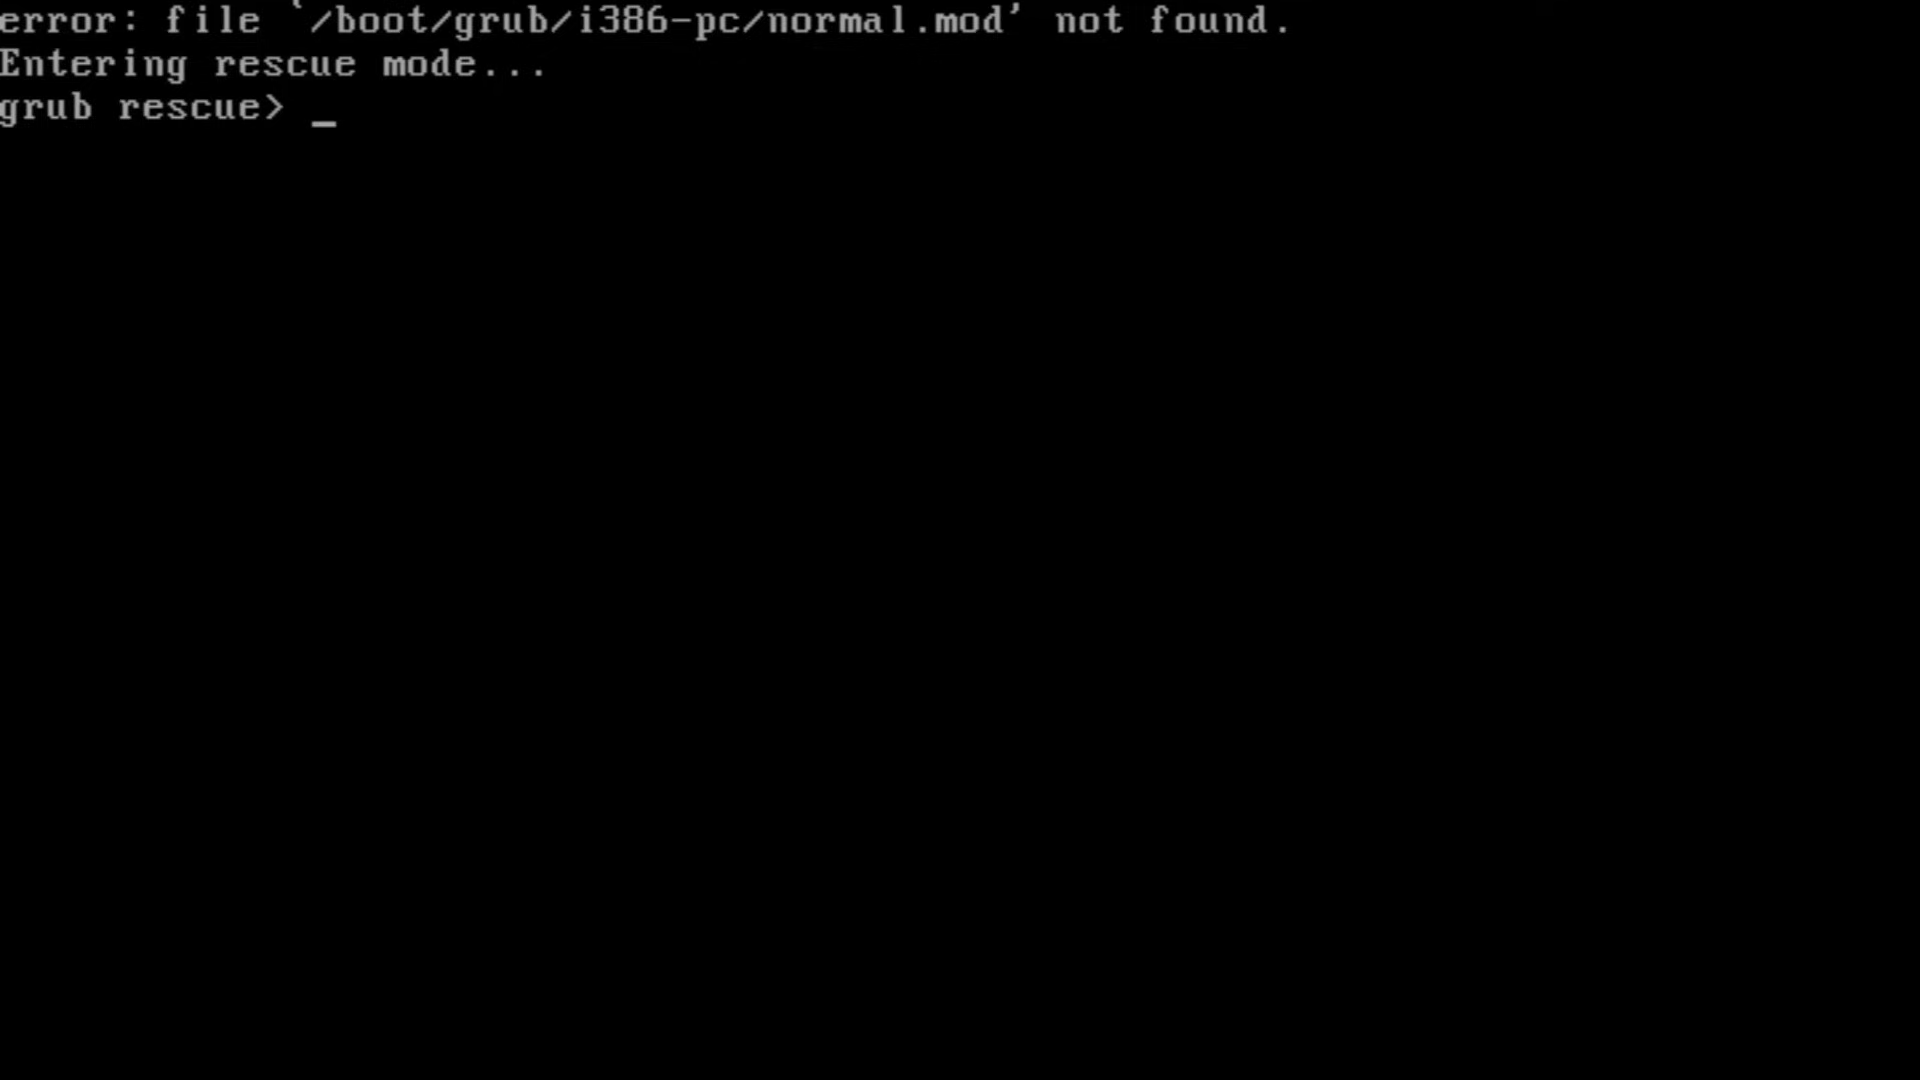 error: file `/boot/grub/i386-pc/normal.mod' not found.
Entering rescue mode...
grub rescue> _